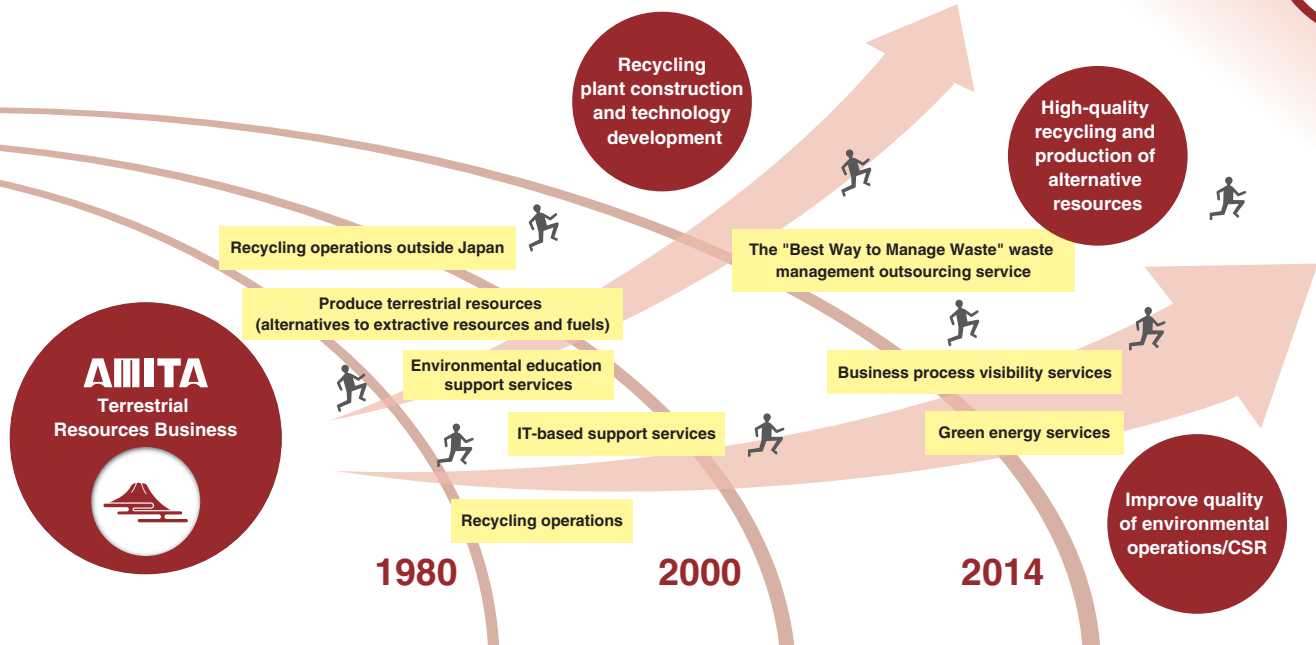 Recycling
plant construction
and technology
development
High-quality
recycling and
production of
alternative
resources
Recycling operations outside Japan
The "Best Way to Manage Waste" waste
management outsourcing service
Produce terrestrial resources
(alternatives to extractive resources and fuels)
AMITA
Terrestrial
Resources Business
Environmental education
support services
Business process visibility services
IT-based support services
Green energy services
Recycling operations
Improve quality
of environmental
operations/CSR
1980
2000
2014